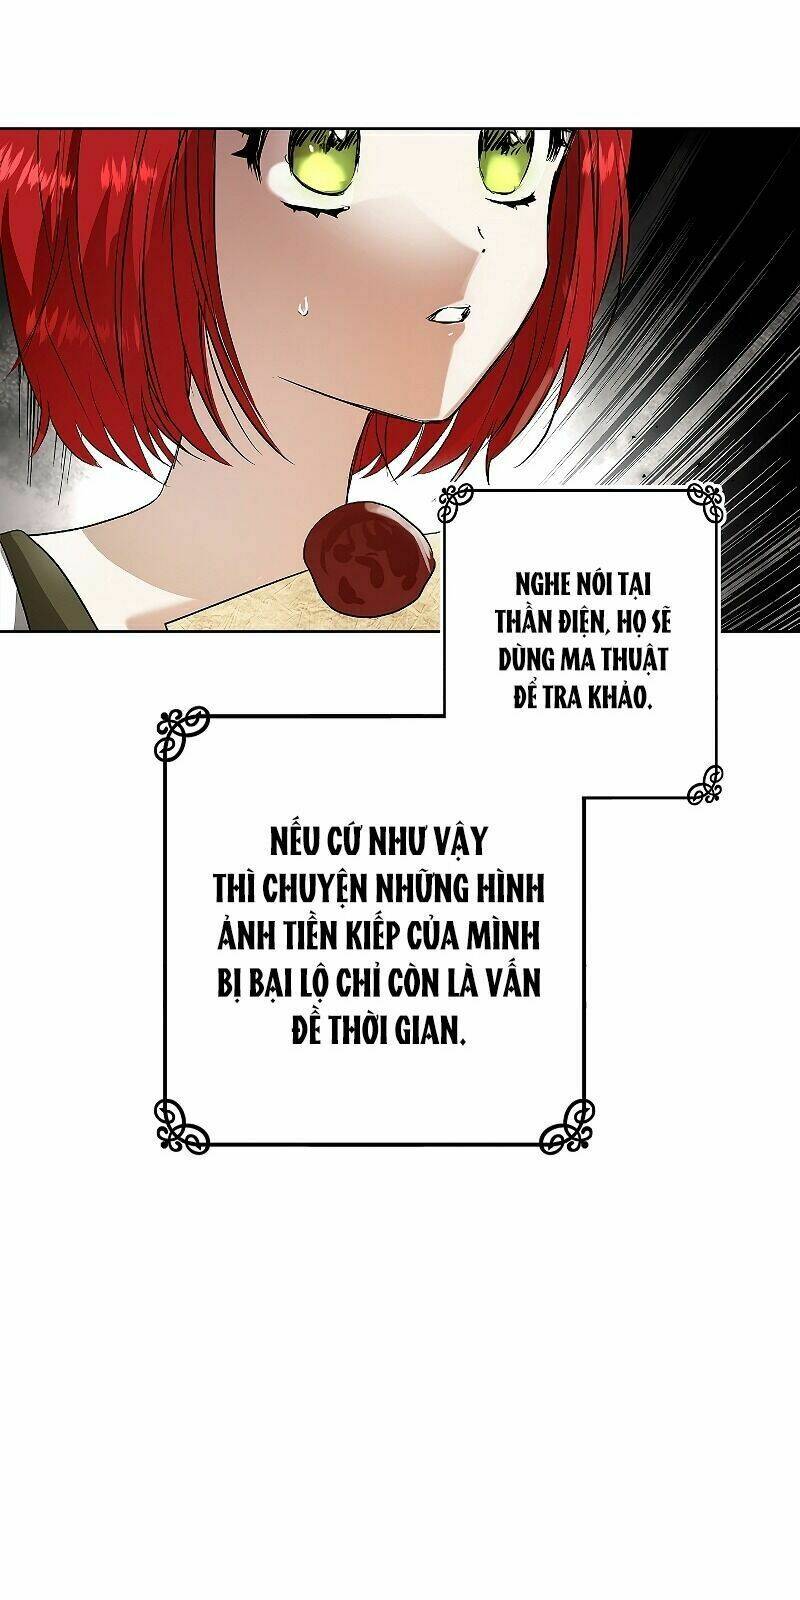 NGHE NÓI TẠI
THẦN ĐIỆN, HỌ SẼ
DÙNG MA THUẬT
ĐỂ TRA KHẢO.
NẾU CỨ NHƯ VẬY
THÌ CHUYỆN NHỮNG HÌNH
ẢNH TIỀN KIẾP CỦA MÌNH
BỊ BẠI LỘ CHỈ CÒN LÀ VẤN
ĐỀ THỜI GIAN.